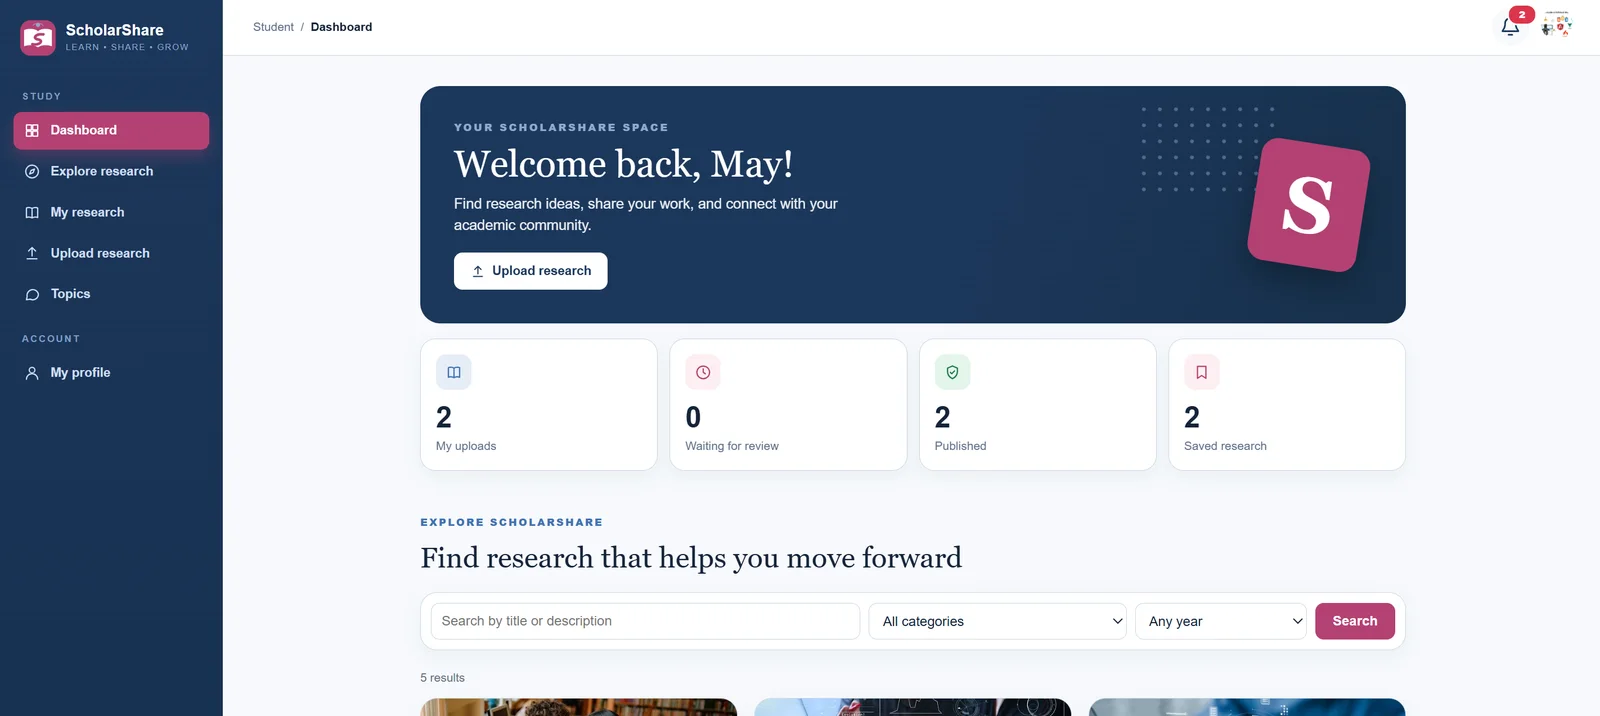 ScholarShare
LEARN • SHARE • GROW
STUDY
Dashboard
Explore research
My research
Upload research
Topics
ACCOUNT
My profile
Student / Dashboard
2
YOUR SCHOLARSHARE SPACE
Welcome back, May!
Find research ideas, share your work, and connect with your
academic community.
Upload research
S
2
My uploads
0
Waiting for review
2
Published
2
Saved research
EXPLORE SCHOLARSHARE
Find research that helps you move forward
Search by title or description
All categories
Any year
Search
5 results